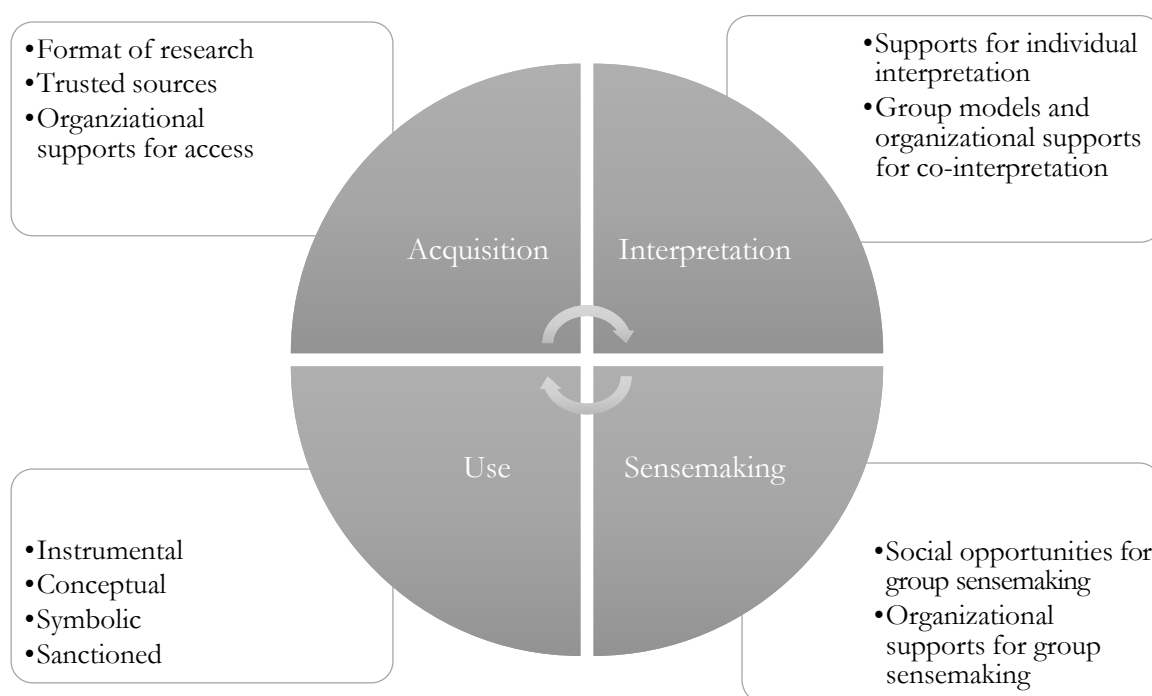 •Format of research
•Trusted sources
•Organziational
supports for access
•Supports for individual
interpretation
•Group models and
organizational supports
for co-interpretation
Acquisition
Interpretation
Use
Sensemaking
•Instrumental
•Conceptual
•Symbolic
•Sanctioned
•Social opportunities for
group sensemaking
•Organizational
supports for group
sensemaking